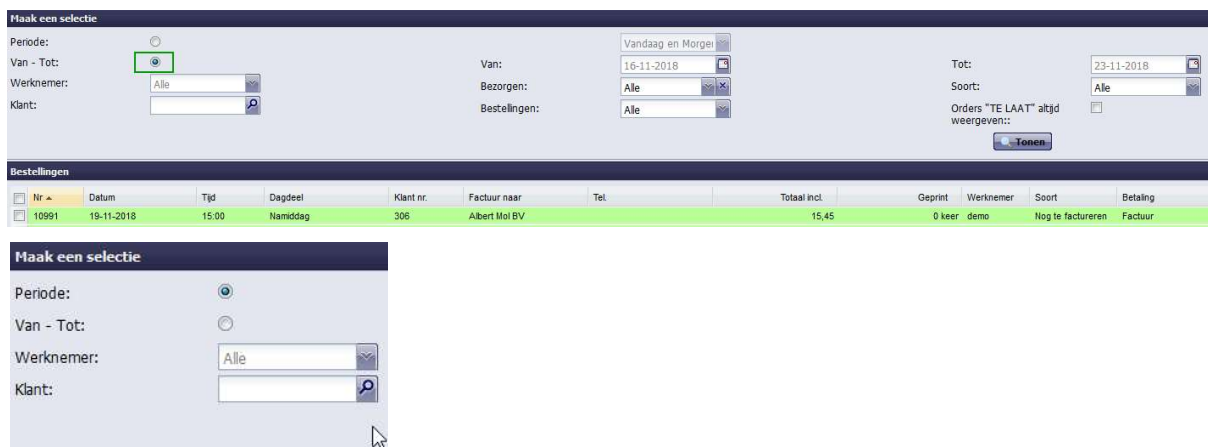 Maak een selectie
Periode: Vandaag en Morgen
Van - Tot: Van: 16-11-2018 Tot: 23-11-2018
Werknemer: Alle Bezorgen: Alle Soort: Alle
Klant: Bestellingen: Alle Orders "TE LAAT" altijd
weergeven::
Tonen
Bestellingen
Nr Datum Tijd Dagdeel Klant nr. Factuur naar Tel. Totaal incl. Geprint Werknemer Soort Betaling
10991 19-11-2018 15:00 Namiddag 306 Albert Mol BV 15,45 0 keer demo Nog te factureren Factuur
Maak een selectie
Periode:
Van - Tot:
Werknemer: Alle
Klant: